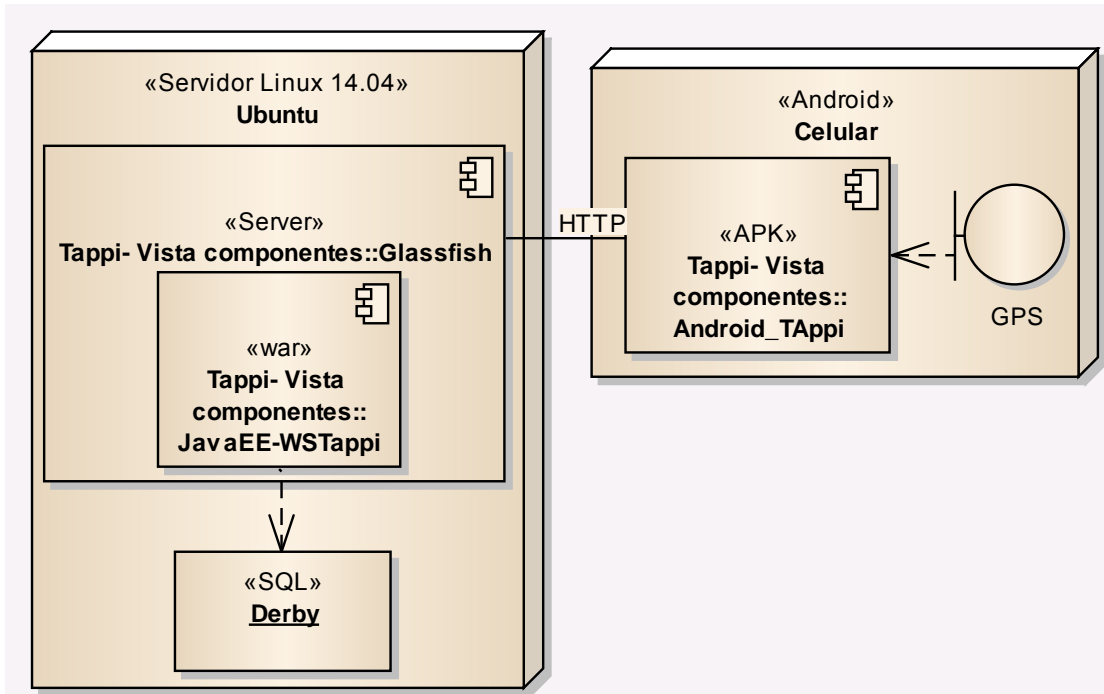 «Servidor Linux 14.04»
Ubuntu
«Server»
Tappi- Vista componentes::Glassfish
«war»
Tappi- Vista
componentes::
JavaEE-WSTappi
«SQL»
Derby
HTTP
«Android»
Celular
«APK»
Tappi- Vista
componentes::
Android_TAppi
GPS